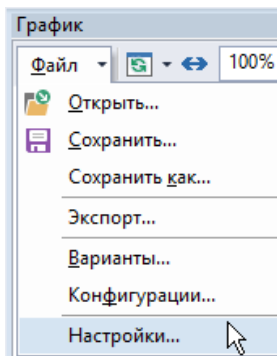 График
Файл 100%
Открыть...
Сохранить...
Сохранить как...
Экспорт...
Варианты...
Конфигурации...
Настройки...